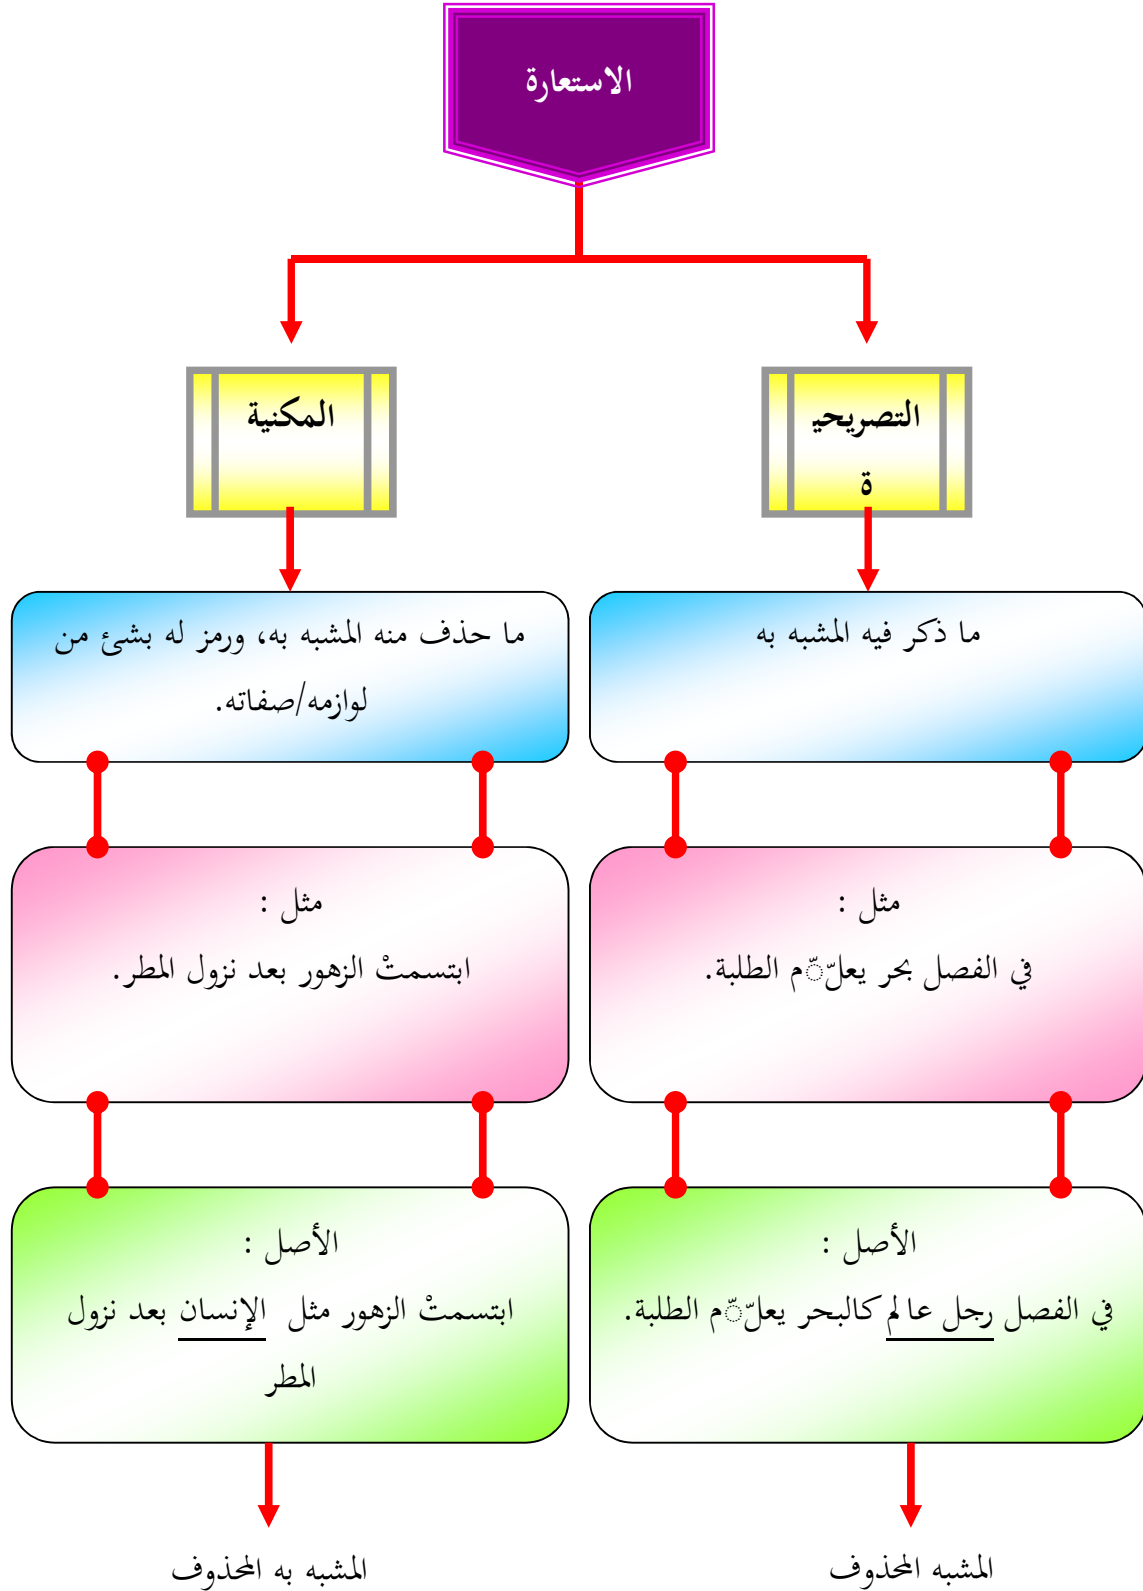 الاستعارة
التصريحي
ة
المكنية
ما ذكر فيه المشبه به
ما حذف منه المشبه به، ورمز له بشئ من
لوازمه/صفاته.
مثل :
في الفصل بحر يعلّّم الطلبة.
مثل :
ابتسمتْ الزهور بعد نزول المطر.
الأصل :
في الفصل رجل عالم كالبحر يعلّّم الطلبة.
الأصل :
ابتسمتْ الزهور مثل الإنسان بعد نزول
المطر
المشبه المحذوف
المشبه به المحذوف